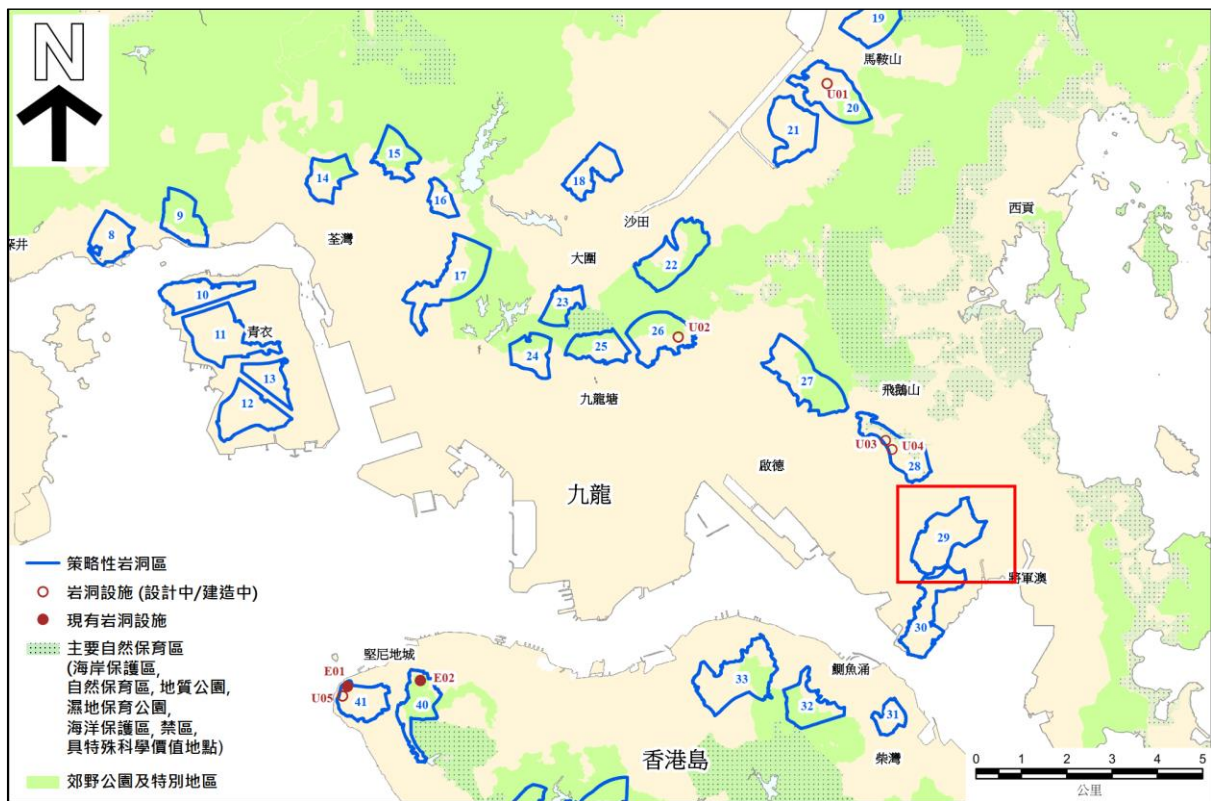 N
19
馬鞍山
U01
20
21
15
14
18
16
西貢
9
沙田
8
深井
荃灣
22
大圍
17
10
23
U02
26
11
青衣
25
24
13
27
九龍塘
12
飛鵝山
U03
U04
28
啟德
九龍
29
將軍澳
30
策略性岩洞區
岩洞設施 (設計中/建造中)
現有岩洞設施
主要自然保育區
(海岸保護區,
自然保育區, 地質公園,
濕地保育公園,
海洋保護區, 禁區,
具特殊科學價值地點)
郊野公園及特別地區
堅尼地城
E01
E02
U05
41
40
33
鰂魚涌
32
31
柴灣
香港島
0 1 2 3 4 5
公里